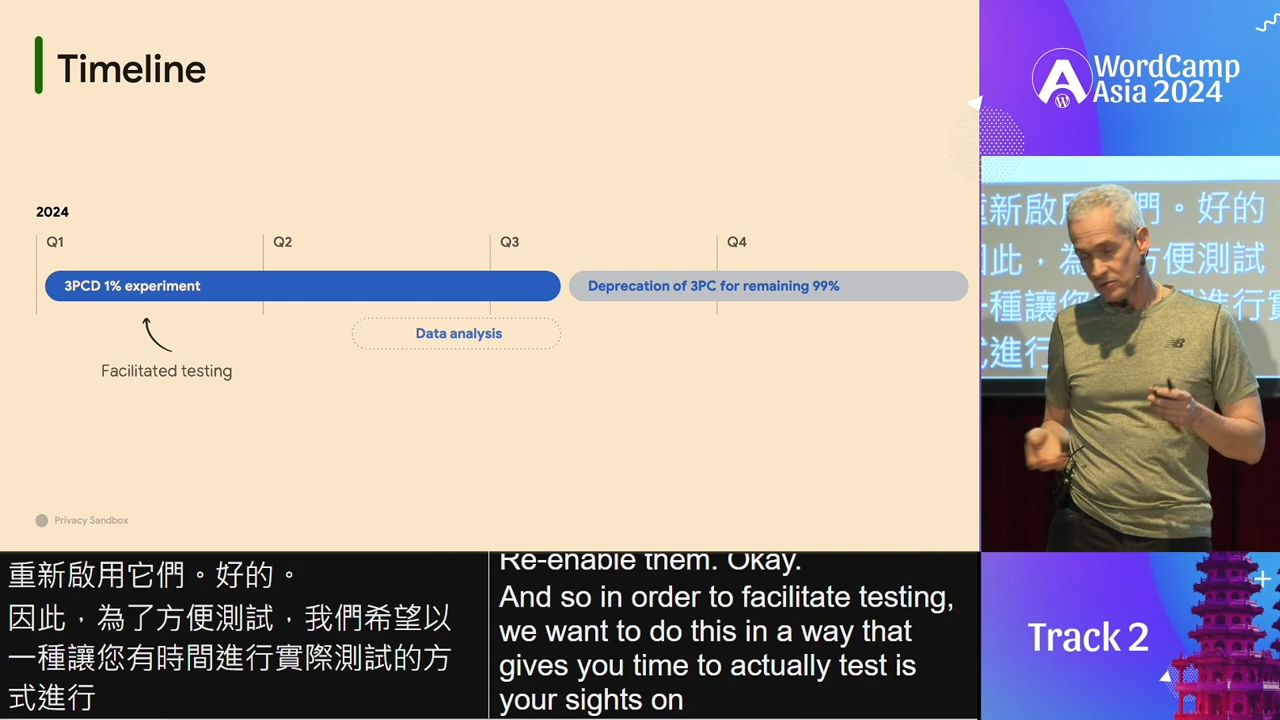 Timeline
2024
Q1
Q2
Q3
Q4
3PCD 1% experiment
Deprecation of 3PC for remaining 99%
Data analysis
Facilitated testing
Privacy Sandbox
WordCamp
Asia 2024
重新啟用它們。好的。
因此，為了方便測試，我們希望以
一種讓您有時間進行實際測試的方
式進行
Re-enable them. Okay.
And so in order to facilitate testing,
we want to do this in a way that
gives you time to actually test is
your sights on
Track 2